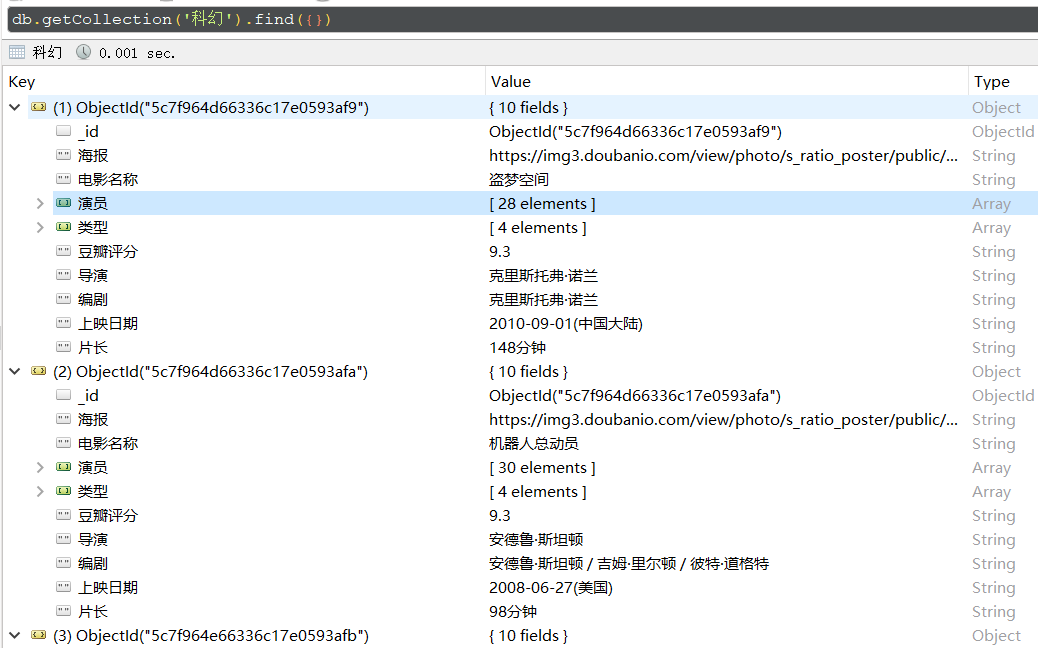 db.getCollection('科幻').find({})
科幻 0.001 sec.
Key Value Type
(1) ObjectId("5c7f964d66336c17e0593af9") { 10 fields } Object
_id ObjectId("5c7f964d66336c17e0593af9") ObjectId
海报 https://img3.doubanio.com/view/photo/s_ratio_poster/public/... String
电影名称 盗梦空间 String
演员 [ 28 elements ] Array
类型 [ 4 elements ] Array
豆瓣评分 9.3 String
导演 克里斯托弗·诺兰 String
编剧 克里斯托弗·诺兰 String
上映日期 2010-09-01(中国大陆) String
片长 148分钟 String
(2) ObjectId("5c7f964d66336c17e0593afa") { 10 fields } Object
_id ObjectId("5c7f964d66336c17e0593afa") ObjectId
海报 https://img3.doubanio.com/view/photo/s_ratio_poster/public/... String
电影名称 机器人总动员 String
演员 [ 30 elements ] Array
类型 [ 4 elements ] Array
豆瓣评分 9.3 String
导演 安德鲁·斯坦顿 String
编剧 安德鲁·斯坦顿 / 吉姆·里尔顿 / 彼特·道格特 String
上映日期 2008-06-27(美国) String
片长 98分钟 String
(3) ObjectId("5c7f964e66336c17e0593afb") { 10 fields } Object